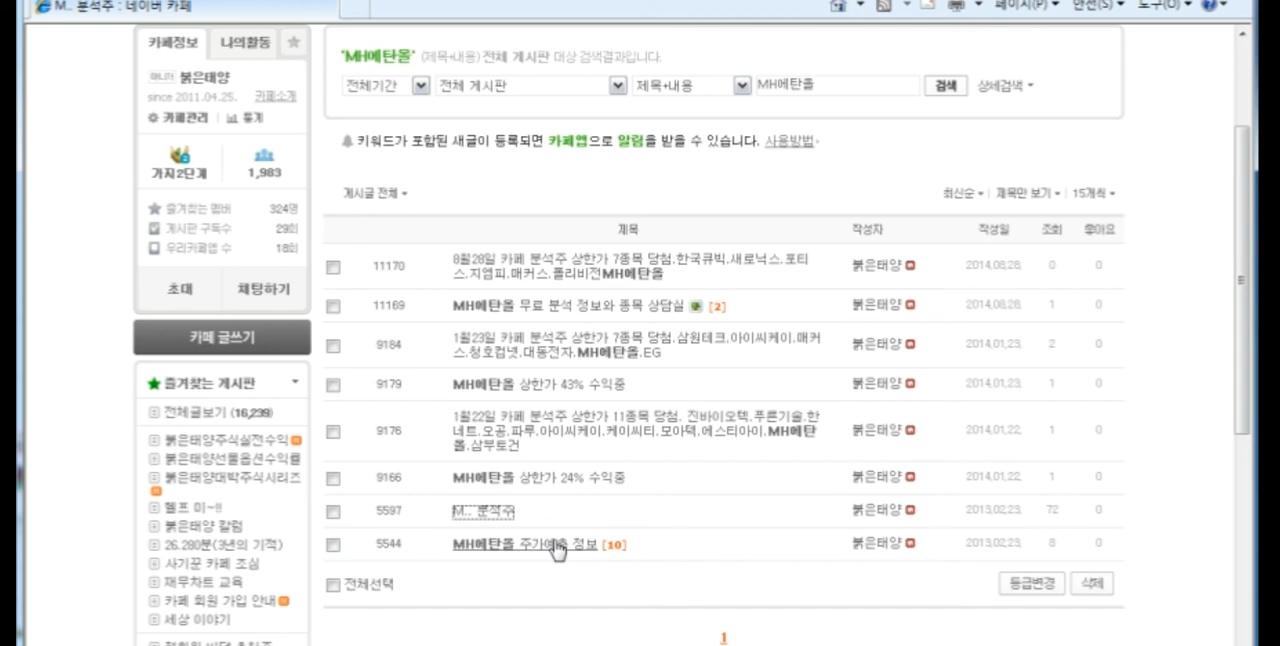 M.. 분석주 : 네이버 카페
페이지(P) 안전(S) 도구(O)
카페정보 나의활동
매니저 붉은태양
since 2011.04.25. 카페소개
카페관리 통계
가지2단계 1,983
즐겨찾는 멤버 324명
게시판 구독수 29회
우리카페앱 수 18회
초대 채팅하기
카페 글쓰기
즐겨찾는 게시판
전체글보기 (16,239)
붉은태양주식실전수익
붉은태양선물옵션수익률
붉은태양대박주식시리즈
헬프 미~!!
붉은태양 칼럼
26.280분(3년의 기적)
사기꾼 카페 조심
재무차트 교육
카페 회원 가입 안내
세상 이야기
"MH에탄올" (제목+내용) 전체 게시판 대상 검색결과입니다.
전체기간 전체 게시판 제목+내용 MH에탄올 검색 상세검색
키워드가 포함된 새글이 등록되면 카페앱으로 알림을 받을 수 있습니다. 사용방법
게시글 전체 최신순 제목만 보기 15개씩
제목 작성자 작성일 조회 좋아요
11170 8월28일 카페 분석주 상한가 7종목 당첨.한국큐빅.새로닉스.포티
스.지엠피.매커스.폴리비전MH에탄올 붉은태양 2014.08.28. 0 0
11169 MH에탄올 무료 분석 정보와 종목 상담실 [2] 붉은태양 2014.08.28. 1 0
9184 1월23일 카페 분석주 상한가 7종목 당첨.삼원테크.아이씨케이.매커
스.청호컴넷.대동전자.MH에탄올.EG 붉은태양 2014.01.23. 2 0
9179 MH에탄올 상한가 43% 수익중 붉은태양 2014.01.23. 1 0
9176 1월22일 카페 분석주 상한가 11종목 당첨. 진바이오텍.푸른기술.한
네트.오공.파루.아이씨케이.케이씨티.모아텍.에스티아이.MH에탄
올.삼부토건 붉은태양 2014.01.22. 1 0
9166 MH에탄올 상한가 24% 수익중 붉은태양 2014.01.22. 1 0
5597 M.. 분석주 붉은태양 2013.02.23. 72 0
5544 MH에탄올 주가예측 정보 [10] 붉은태양 2013.02.23. 8 0
전체선택 등급변경 삭제
1